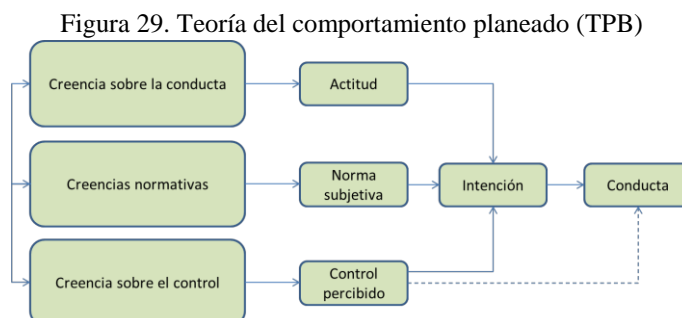 Figura 29. Teoría del comportamiento planeado (TPB)
Creencia sobre la conducta
Actitud
Creencias normativas
Norma
subjetiva
Intención
Conducta
Creencia sobre el control
Control
percibido